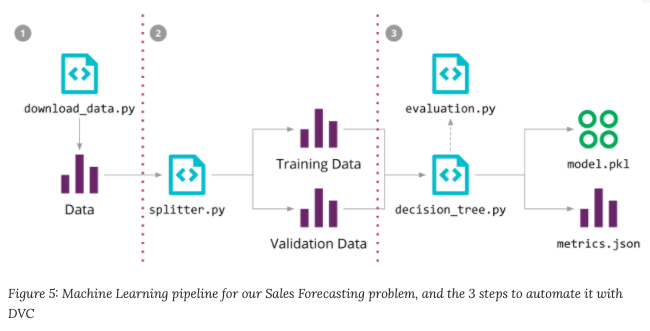 1
2
3
download_data.py
evaluation.py
Training Data
model.pkl
Data
splitter.py
decision_tree.py
Validation Data
metrics.json
Figure 5: Machine Learning pipeline for our Sales Forecasting problem, and the 3 steps to automate it with
DVC